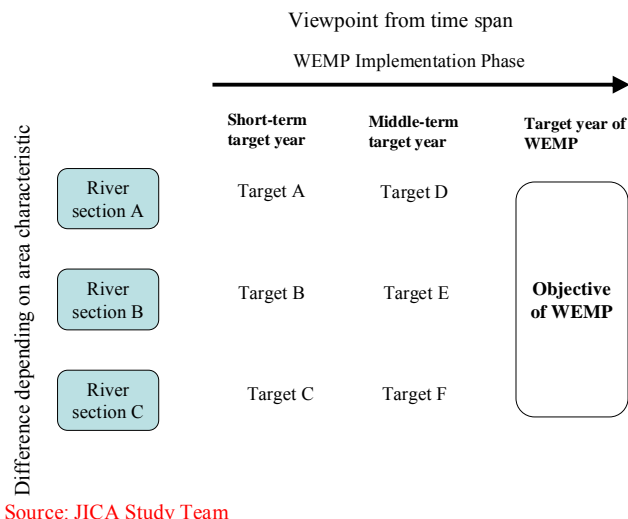 Viewpoint from time span
WEMP Implementation Phase
Short-term
target year
Middle-term
target year
Target year of
WEMP
Difference depending on area characteristic
River
section A
Target A
Target D
River
section B
Target B
Target E
Objective
of WEMP
River
section C
Target C
Target F
Source: JICA Study Team